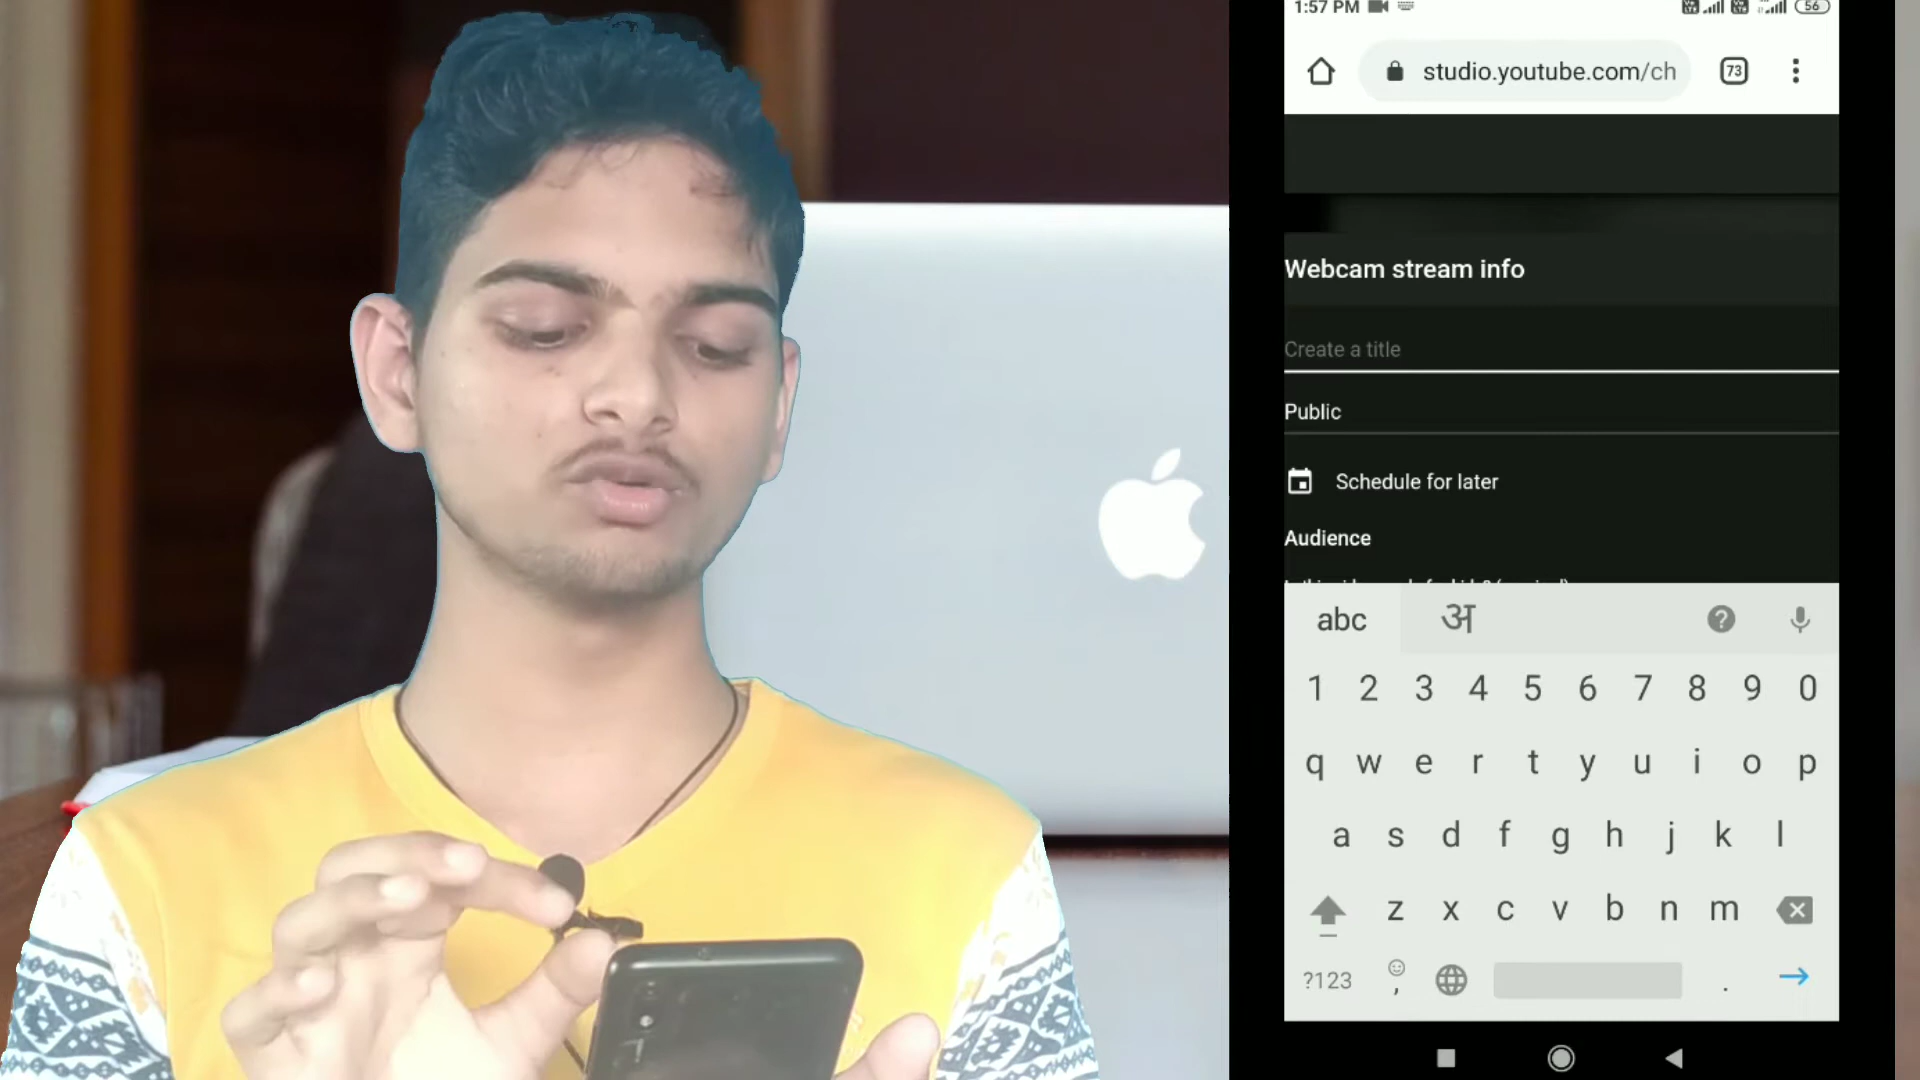 1:57 PM
56
studio.youtube.com/ch
73
Webcam stream info
Create a title
Public
Schedule for later
Audience
abc अ ?
1 2 3 4 5 6 7 8 9 0
q w e r t y u i o p
a s d f g h j k l
z x c v b n m
?123 , .